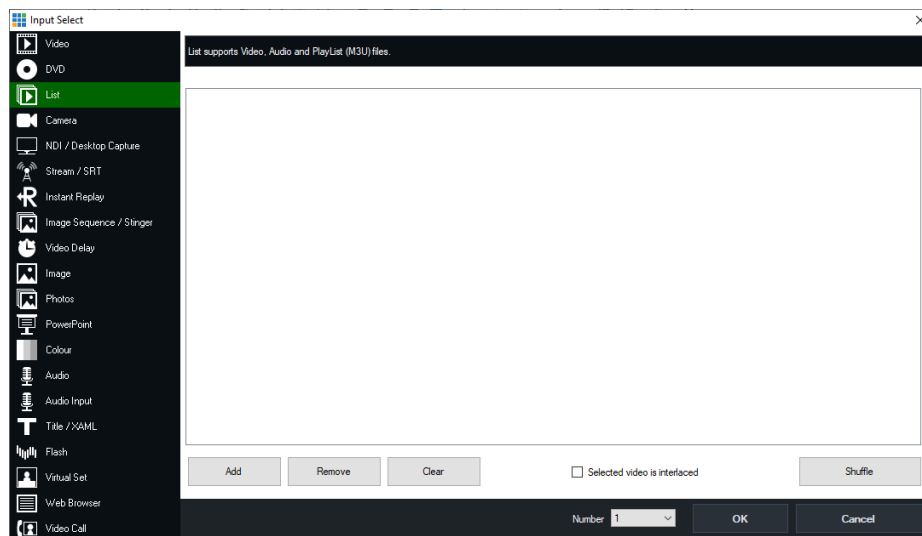 Input Select
Video
DVD
List
Camera
NDI / Desktop Capture
Stream / SRT
Instant Replay
Image Sequence / Stinger
Video Delay
Image
Photos
PowerPoint
Colour
Audio
Audio Input
Title / XAML
Flash
Virtual Set
Web Browser
Video Call
List supports Video, Audio and PlayList (M3U) files.
Add Remove Clear Selected video is interlaced Shuffle
Number 1 OK Cancel